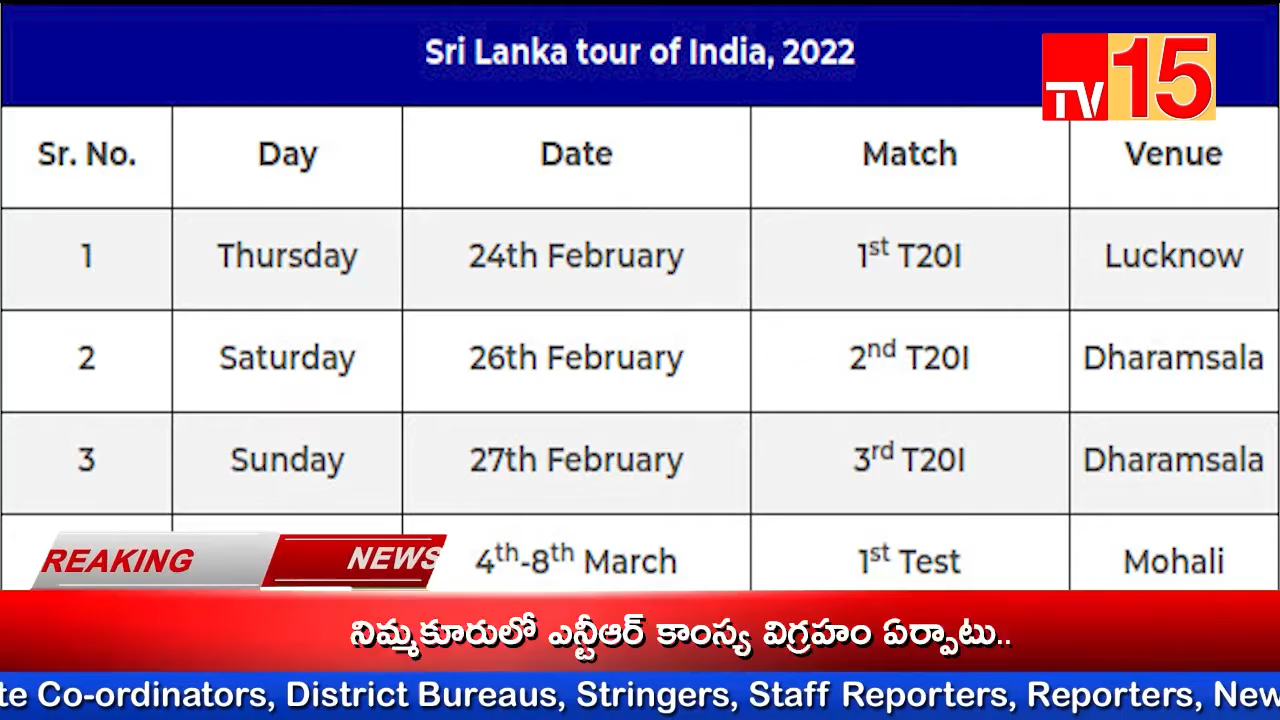 Sri Lanka tour of India, 2022
TV 15
Sr. No. Day Date Match Venue
1 Thursday 24th February 1st T20I Lucknow
2 Saturday 26th February 2nd T20I Dharamsala
3 Sunday 27th February 3rd T20I Dharamsala
4th-8th March 1st Test Mohali
REAKING NEWS
నిమ్మకూరులో ఎన్టీఆర్ కాంస్య విగ్రహం ఏర్పాటు..
te Co-ordinators, District Bureaus, Stringers, Staff Reporters, Reporters, New